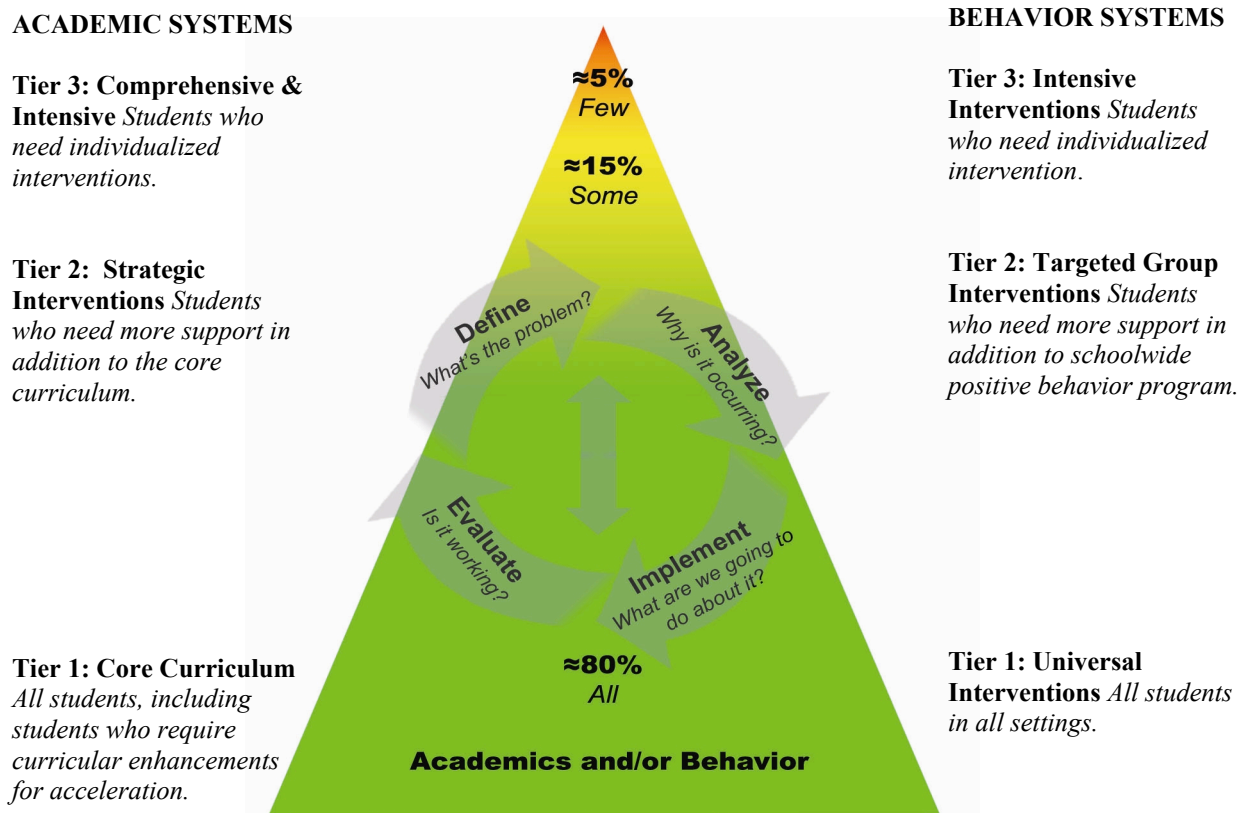 ACADEMIC SYSTEMS
Tier 3: Comprehensive &
Intensive Students who
need individualized
interventions.
Tier 2:  Strategic
Interventions Students
who need more support in
addition to the core
curriculum.
Tier 1: Core Curriculum
All students, including
students who require
curricular enhancements
for acceleration.
≈5%
Few
≈15%
Some
Define
What's the problem?
Analyze
Why is it occurring?
Implement
What are we going to
do about it?
Evaluate
Is it working?
≈80%
All
Academics and/or Behavior
BEHAVIOR SYSTEMS
Tier 3: Intensive
Interventions Students
who need individualized
intervention.
Tier 2: Targeted Group
Interventions Students
who need more support in
addition to schoolwide
positive behavior program.
Tier 1: Universal
Interventions All students
in all settings.